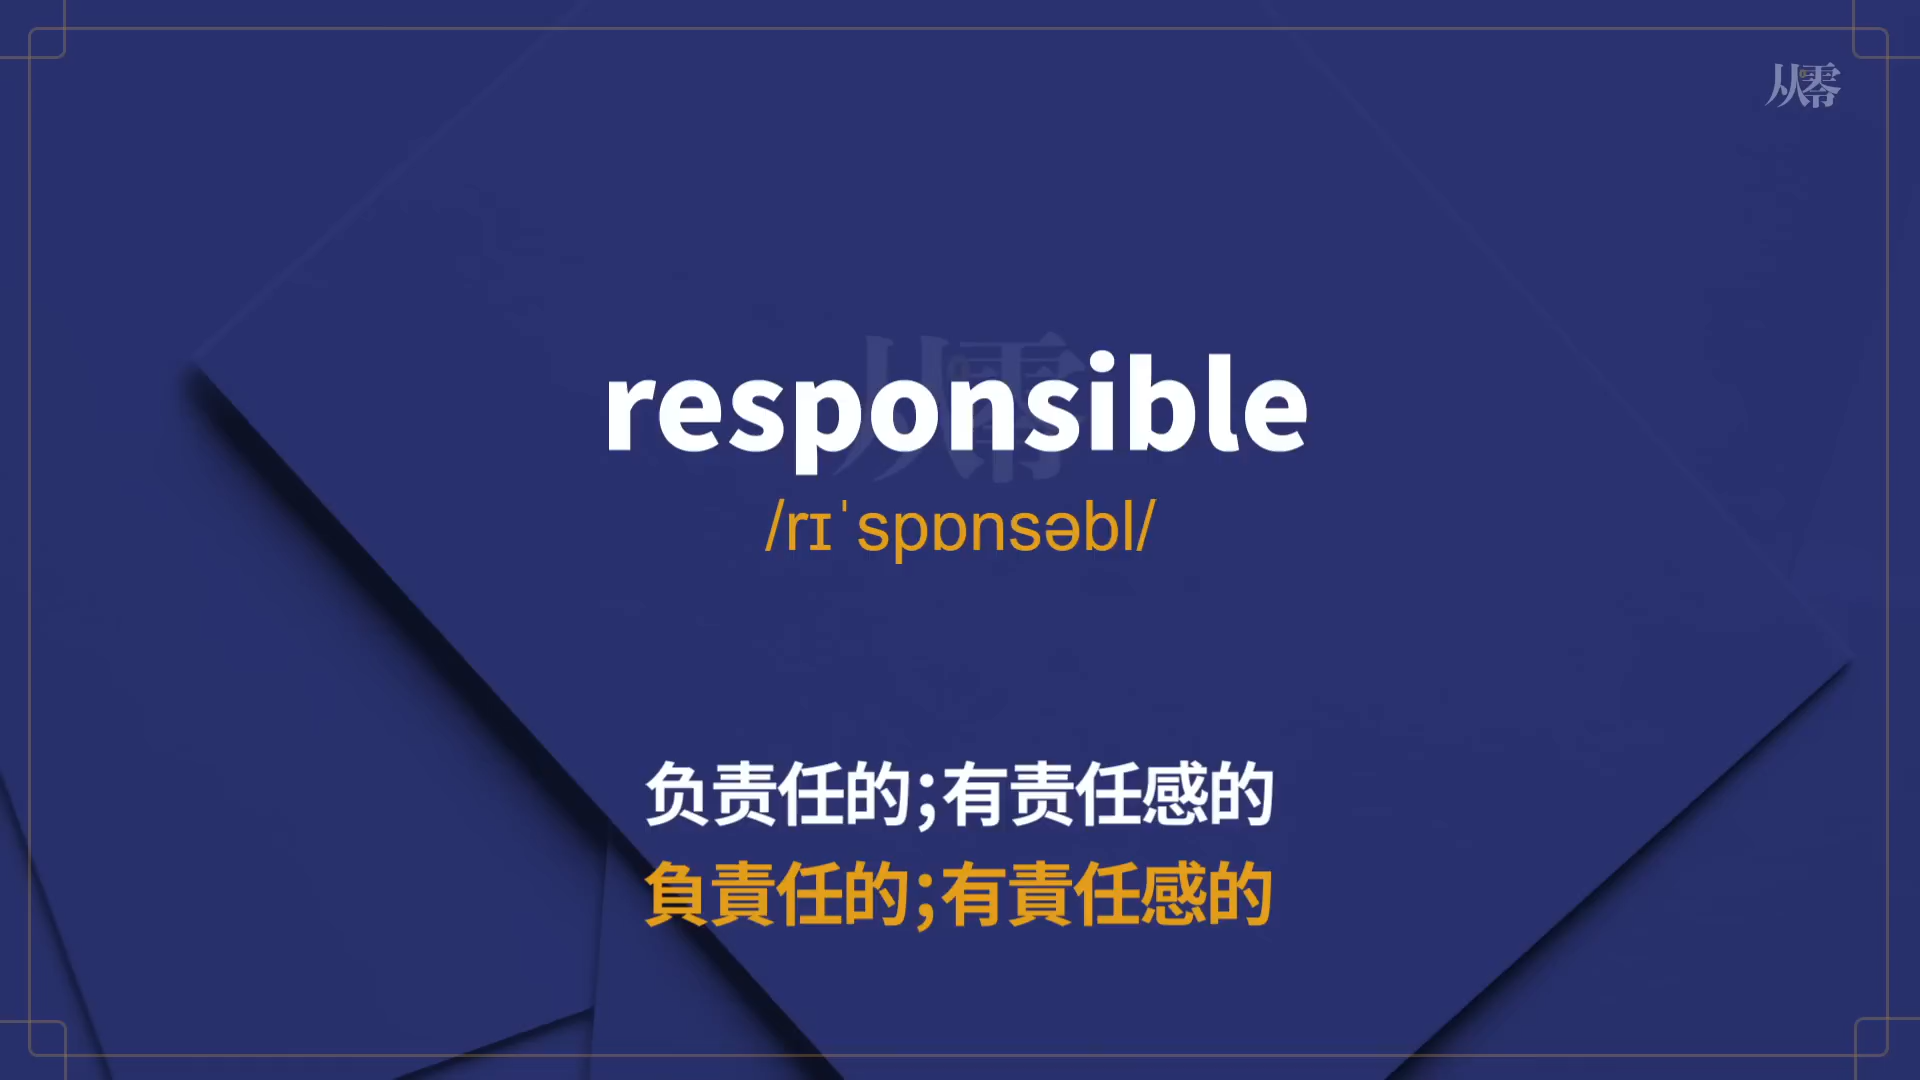 从零
responsible
/rɪˈspɒnsəbl/
负责任的;有责任感的
負責任的;有責任感的